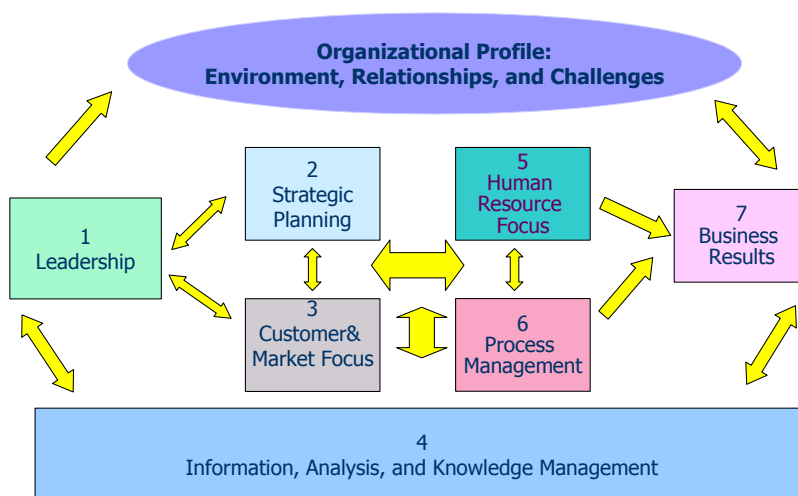 Organizational Profile:
Environment, Relationships, and Challenges
1
Leadership
2
Strategic
Planning
3
Customer&
Market Focus
5
Human
Resource
Focus
6
Process
Management
7
Business
Results
4
Information, Analysis, and Knowledge Management